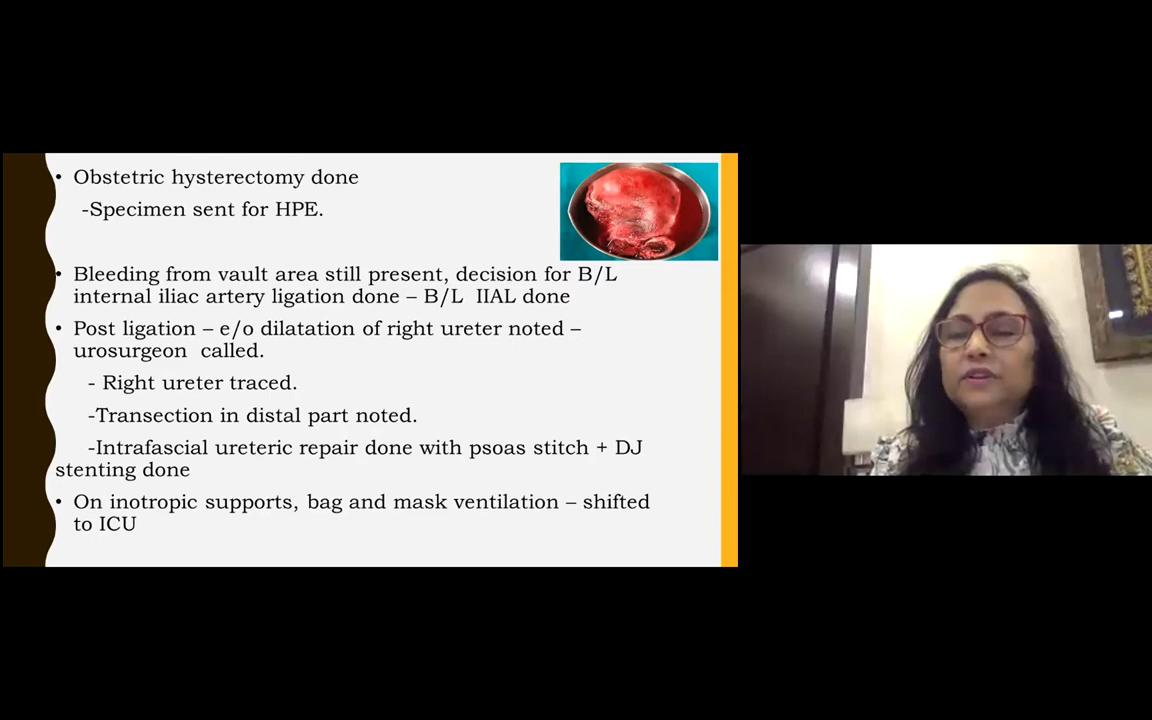 • Obstetric hysterectomy done
-Specimen sent for HPE.
• Bleeding from vault area still present, decision for B/L
internal iliac artery ligation done – B/L IIAL done
• Post ligation – e/o dilatation of right ureter noted –
urosurgeon called.
- Right ureter traced.
-Transection in distal part noted.
-Intrafascial ureteric repair done with psoas stitch + DJ
stenting done
• On inotropic supports, bag and mask ventilation – shifted
to ICU